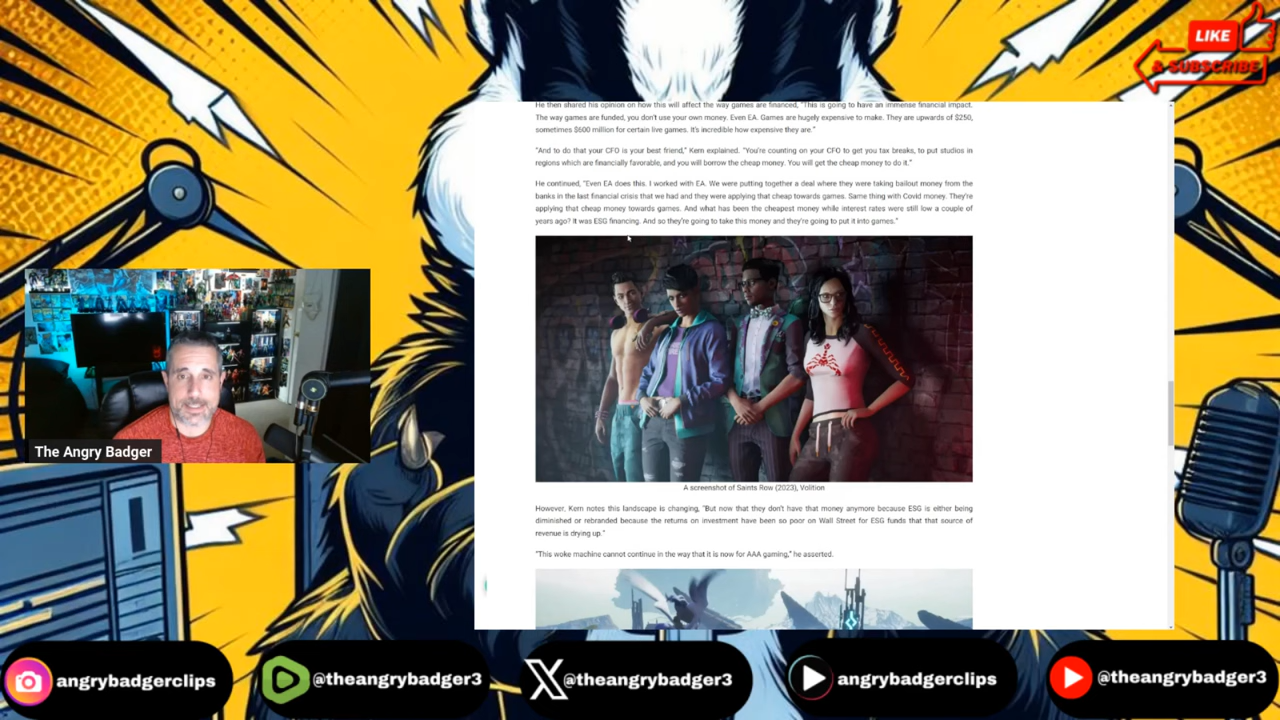 LIKE
& SUBSCRIBE
He then shared his opinion on how this will affect the way games are financed, "This is going to have an immense financial impact.
The way games are funded, you don't use your own money. Even EA. Games are hugely expensive to make. They are upwards of $250,
sometimes $600 million for certain live games. It's incredible how expensive they are."
"And to do that your CFO is your best friend," Kern explained. "You're counting on your CFO to get you tax breaks, to put studios in
regions which are financially favorable, and you will borrow the cheap money. You will get the cheap money to do it."
He continued, "Even EA does this. I worked with EA. We were putting together a deal where they were taking bailout money from the
banks in the last financial crisis that we had and they were applying that cheap towards games. Same thing with Covid money. They're
applying that cheap money towards games. And what has been the cheapest money while interest rates were still low a couple of
years ago? It was ESG financing. And so they're going to take this money and they're going to put it into games."
A screenshot of Saints Row (2023), Volition
However, Kern notes this landscape is changing, "But now that they don't have that money anymore because ESG is either being
diminished or rebranded because the returns on investment have been so poor on Wall Street for ESG funds that that source of
revenue is drying up."
"This woke machine cannot continue in the way that it is now for AAA gaming," he asserted.
The Angry Badger
angrybadgerclips
@theangrybadger3
@theangrybadger3
angrybadgerclips
@theangrybadger3